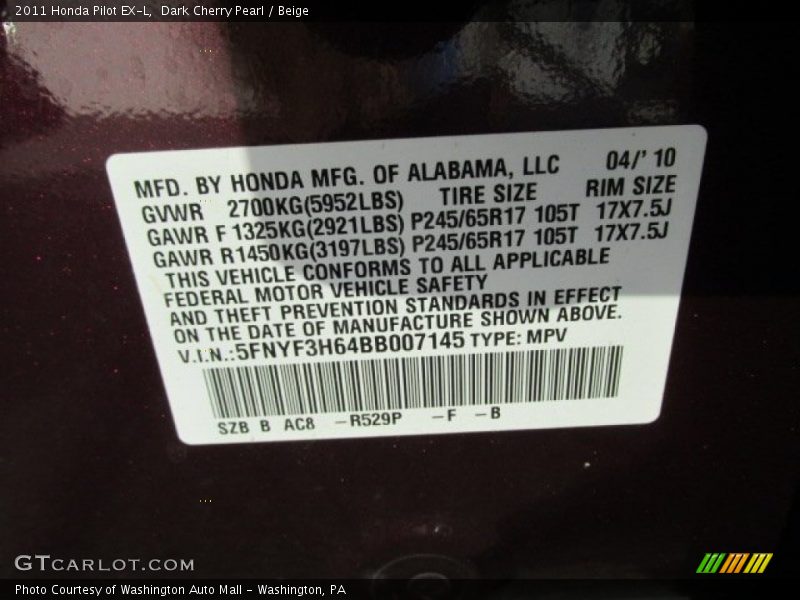 2011 Honda Pilot EX-L, Dark Cherry Pearl / Beige
MFD. BY HONDA MFG. OF ALABAMA, LLC 04/' 10
GVWR 2700KG(5952LBS) TIRE SIZE RIM SIZE
GAWR F 1325KG(2921LBS) P245/65R17 105T 17X7.5J
GAWR R1450KG(3197LBS) P245/65R17 105T 17X7.5J
THIS VEHICLE CONFORMS TO ALL APPLICABLE
FEDERAL MOTOR VEHICLE SAFETY
AND THEFT PREVENTION STANDARDS IN EFFECT
ON THE DATE OF MANUFACTURE SHOWN ABOVE.
V.I.N.:5FNYF3H64BB007145 TYPE: MPV
SZB B AC8 -R529P -F -B
GTCARLOT.COM
Photo Courtesy of Washington Auto Mall - Washington, PA